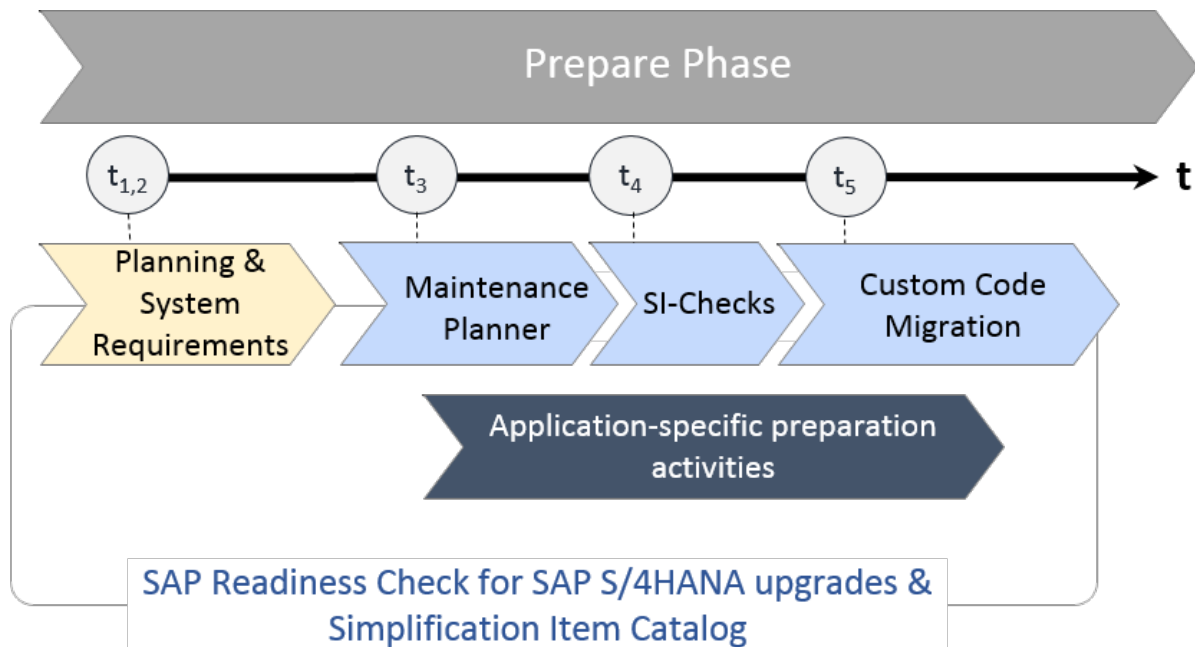 Prepare Phase
t1,2
t3
t4
t5
t
Planning &
System
Requirements
Maintenance
Planner
SI-Checks
Custom Code
Migration
Application-specific preparation
activities
SAP Readiness Check for SAP S/4HANA upgrades &
Simplification Item Catalog